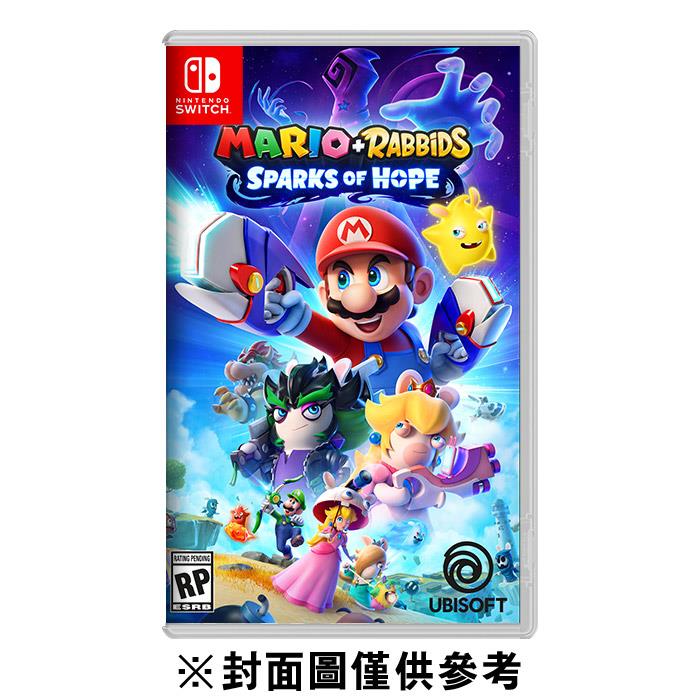 NINTENDO
SWITCH
MARIO+RABBIDS
SPARKS OF HOPE
M
RATING PENDING
RP
ESRB
UBISOFT
※封面圖僅供參考